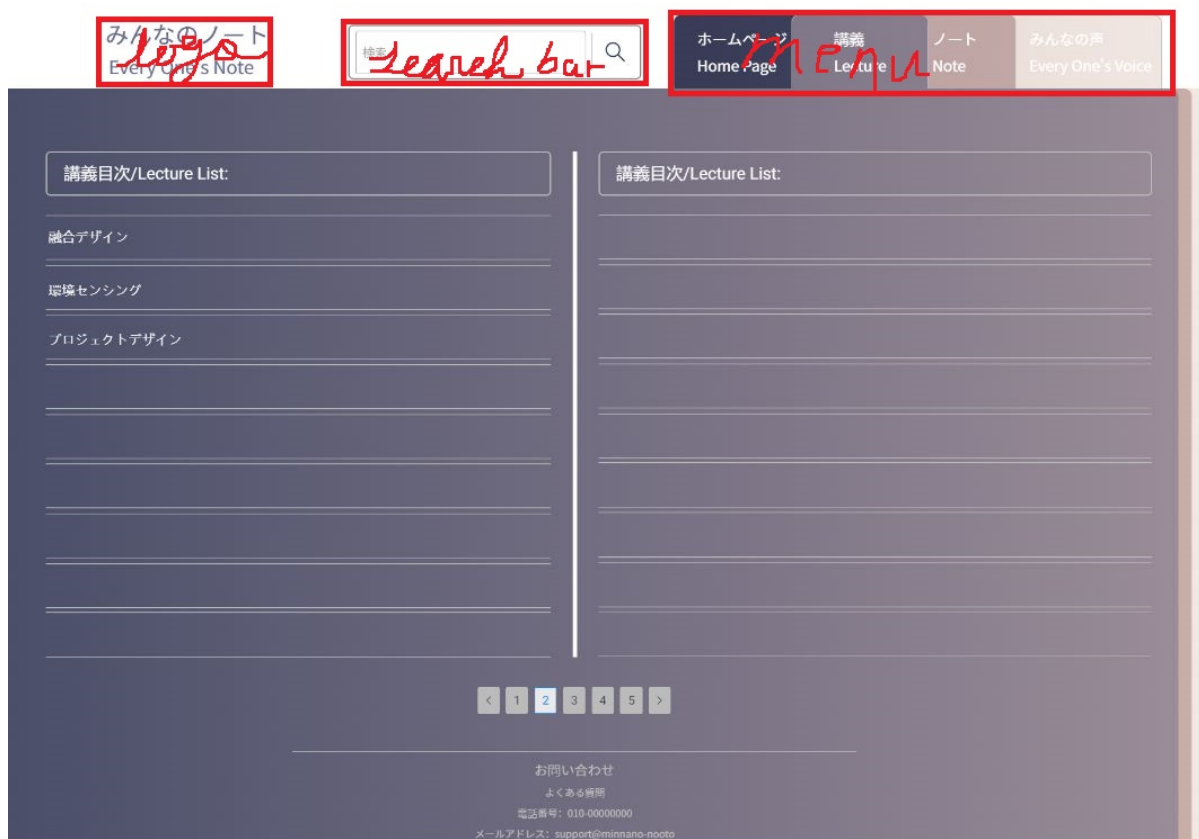 みんなのノート
Every One's Note
logo
検索
search bar
ホームページ
Home Page
講義
Lecture
ノート
Note
みんなの声
Every One's Voice
menu
講義目次/Lecture List:
融合デザイン
環境センシング
プロジェクトデザイン
講義目次/Lecture List:
< 1 2 3 4 5 >
お問い合わせ
よくある質問
電話番号: 010-00000000
メールアドレス: support@minnano-nooto